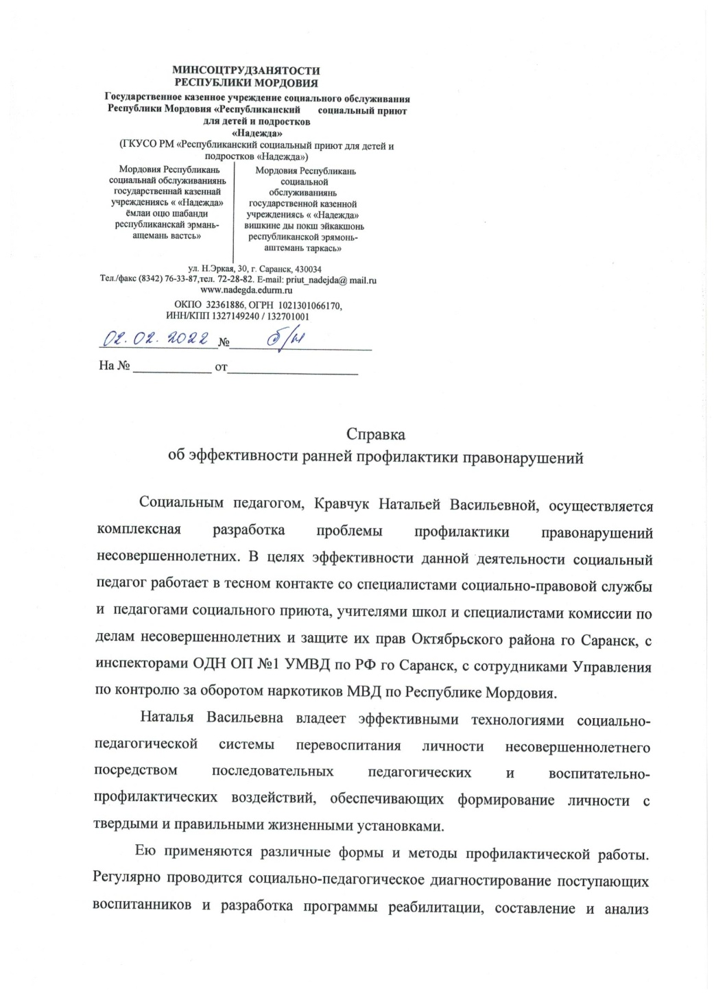 МИНСОЦТРУДЗАНЯТОСТИ
РЕСПУБЛИКИ МОРДОВИЯ
Государственное казенное учреждение социального обслуживания
Республики Мордовия «Республиканский социальный приют
для детей и подростков
«Надежда»
(ГКУСО РМ «Республиканский социальный приют для детей и
подростков «Надежда»)
Мордовия Республикань
социальнай обслуживаниянь
государственнай казеннай
учреждениясь « «Надежда»
ёмлаи оцю шабанди
республиканскай эрмань-
ащемань вастсь»
Мордовия Республикань
социальной
обслуживаниянь
государственной казенной
учреждениясь « «Надежда»
вишкине ды покш эйкакшонь
республиканской эрямонь-
аштемань таркась»
ул. Н.Эркая, 30, г. Саранск, 430034
Тел./факс (8342) 76-33-87,тел. 72-28-82. E-mail: priut_nadejda@ mail.ru
www.nadegda.edurm.ru
ОКПО 32361886, ОГРН 1021301066170,
ИНН/КПП 1327149240 / 132701001
02.02.2022 № б/н
На № ____________ от____________________
Справка
об эффективности ранней профилактики правонарушений
Социальным педагогом, Кравчук Натальей Васильевной, осуществляется
комплексная разработка проблемы профилактики правонарушений
несовершеннолетних. В целях эффективности данной деятельности социальный
педагог работает в тесном контакте со специалистами социально-правовой службы
и педагогами социального приюта, учителями школ и специалистами комиссии по
делам несовершеннолетних и защите их прав Октябрьского района го Саранск, с
инспекторами ОДН ОП №1 УМВД по РФ го Саранск, с сотрудниками Управления
по контролю за оборотом наркотиков МВД по Республике Мордовия.
Наталья Васильевна владеет эффективными технологиями социально-
педагогической системы перевоспитания личности несовершеннолетнего
посредством последовательных педагогических и воспитательно-
профилактических воздействий, обеспечивающих формирование личности с
твердыми и правильными жизненными установками.
Ею применяются различные формы и методы профилактической работы.
Регулярно проводится социально-педагогическое диагностирование поступающих
воспитанников и разработка программы реабилитации, составление и анализ